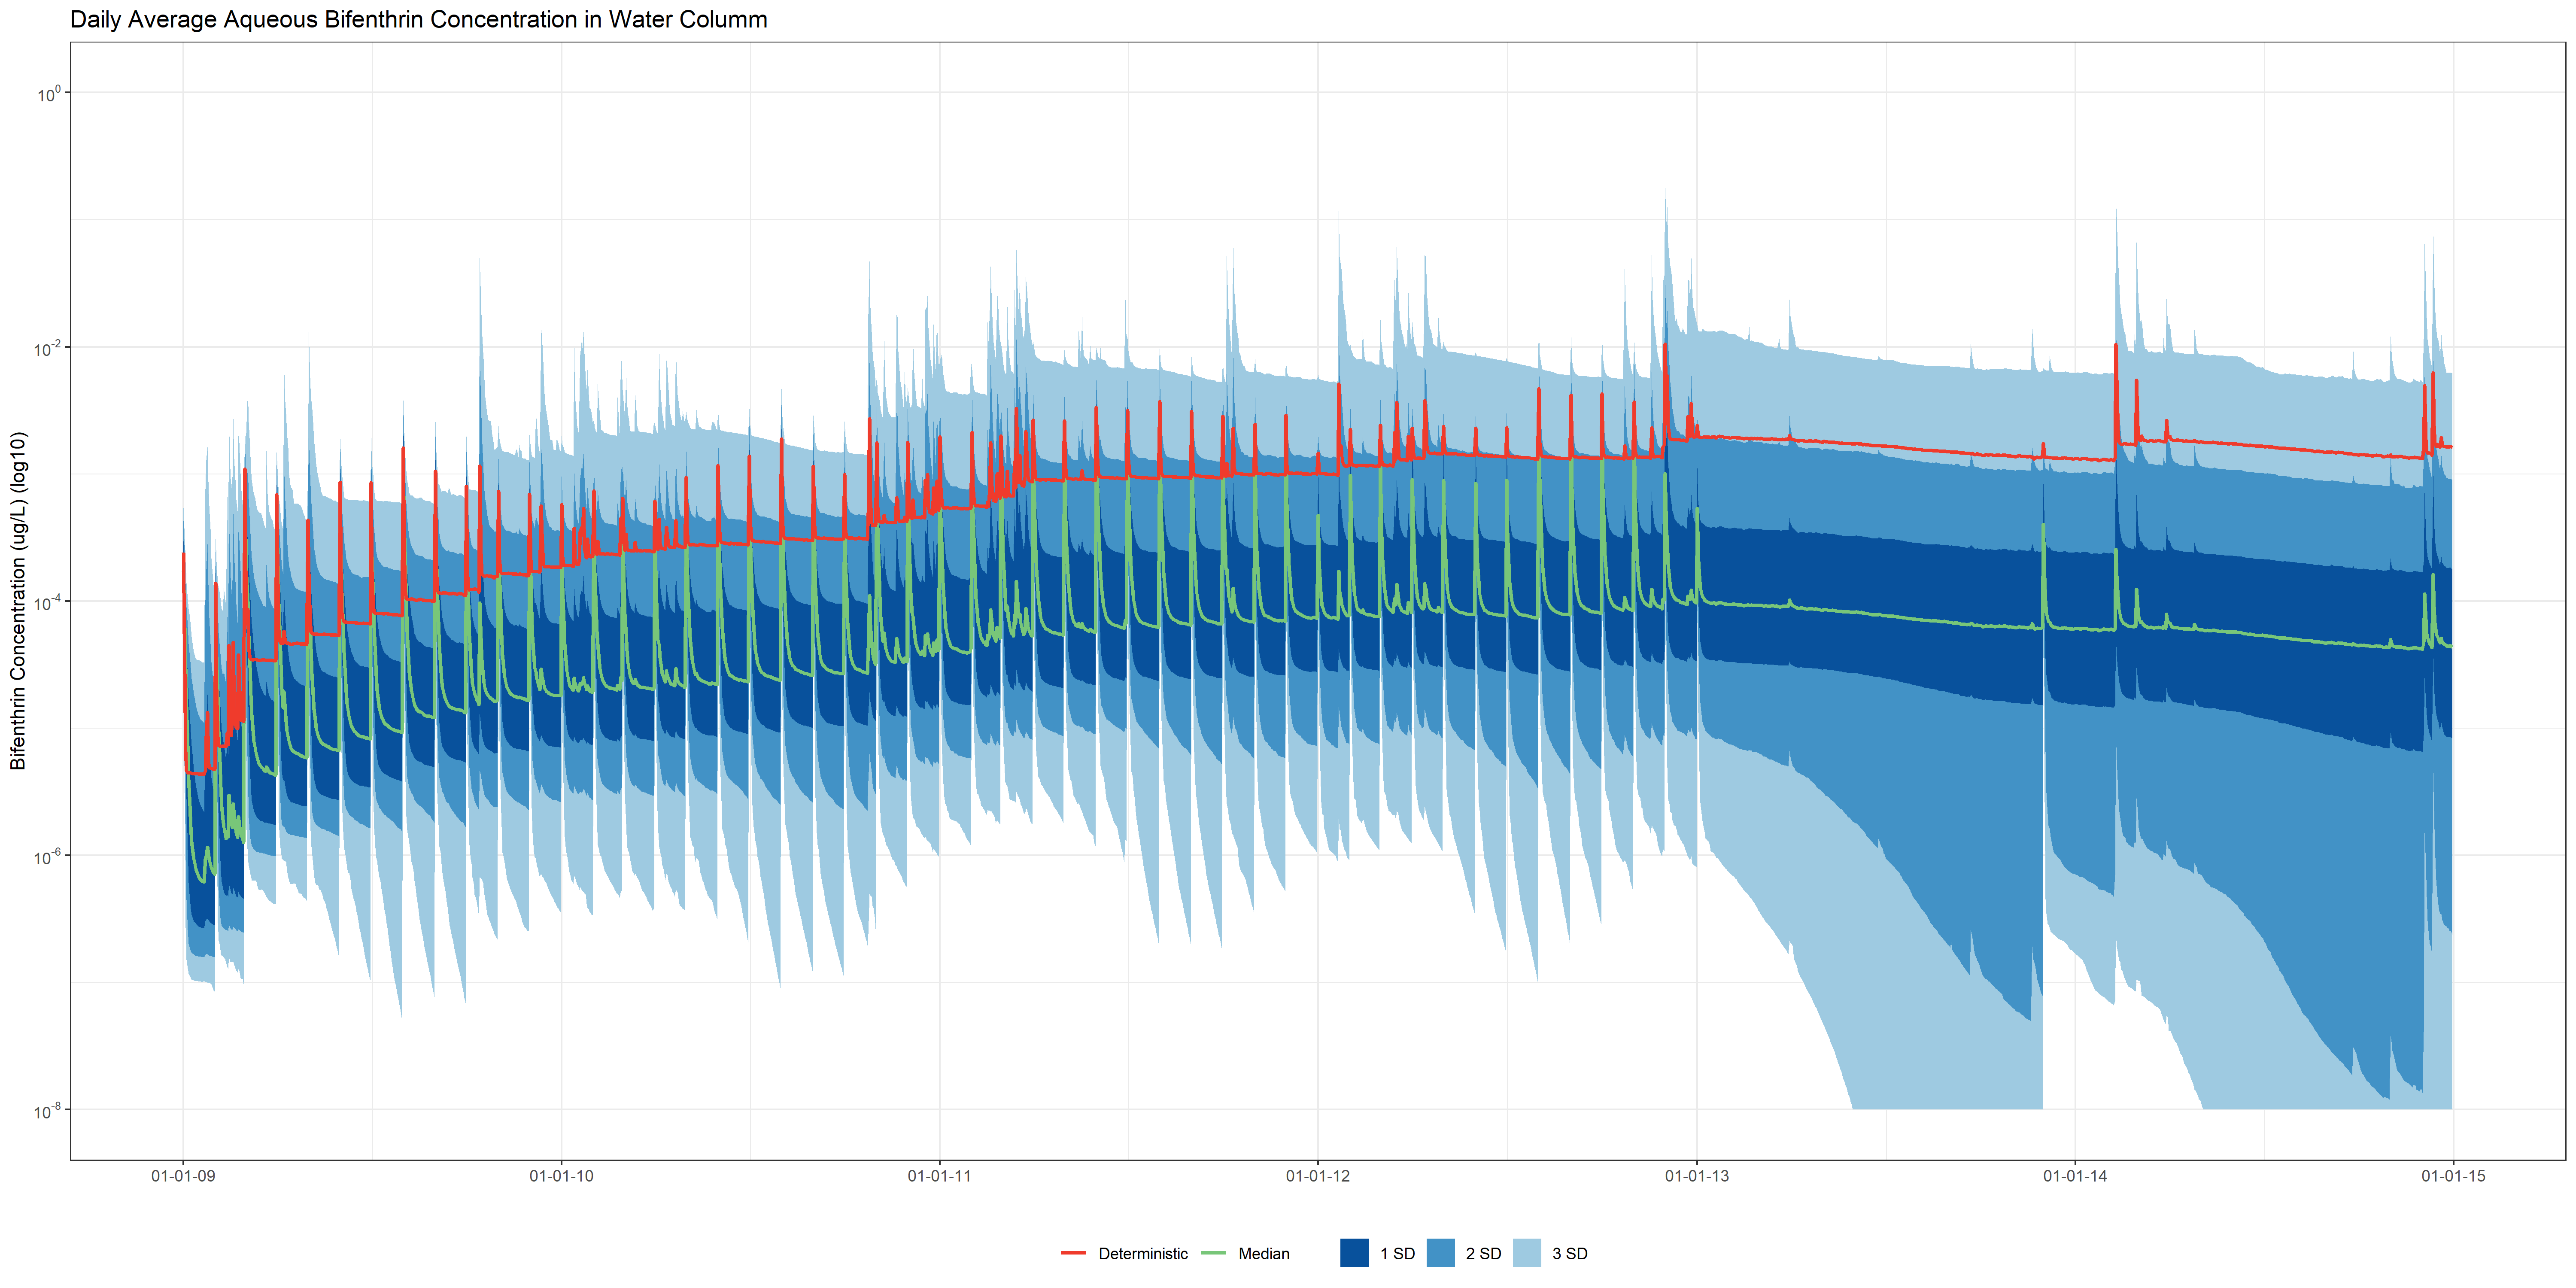 Daily Average Aqueous Bifenthrin Concentration in Water Columm
Bifenthrin Concentration (ug/L) (log10)
10⁰
10⁻²
10⁻⁴
10⁻⁶
10⁻⁸
01-01-09 01-01-10 01-01-11 01-01-12 01-01-13 01-01-14 01-01-15
Deterministic Median 1 SD 2 SD 3 SD